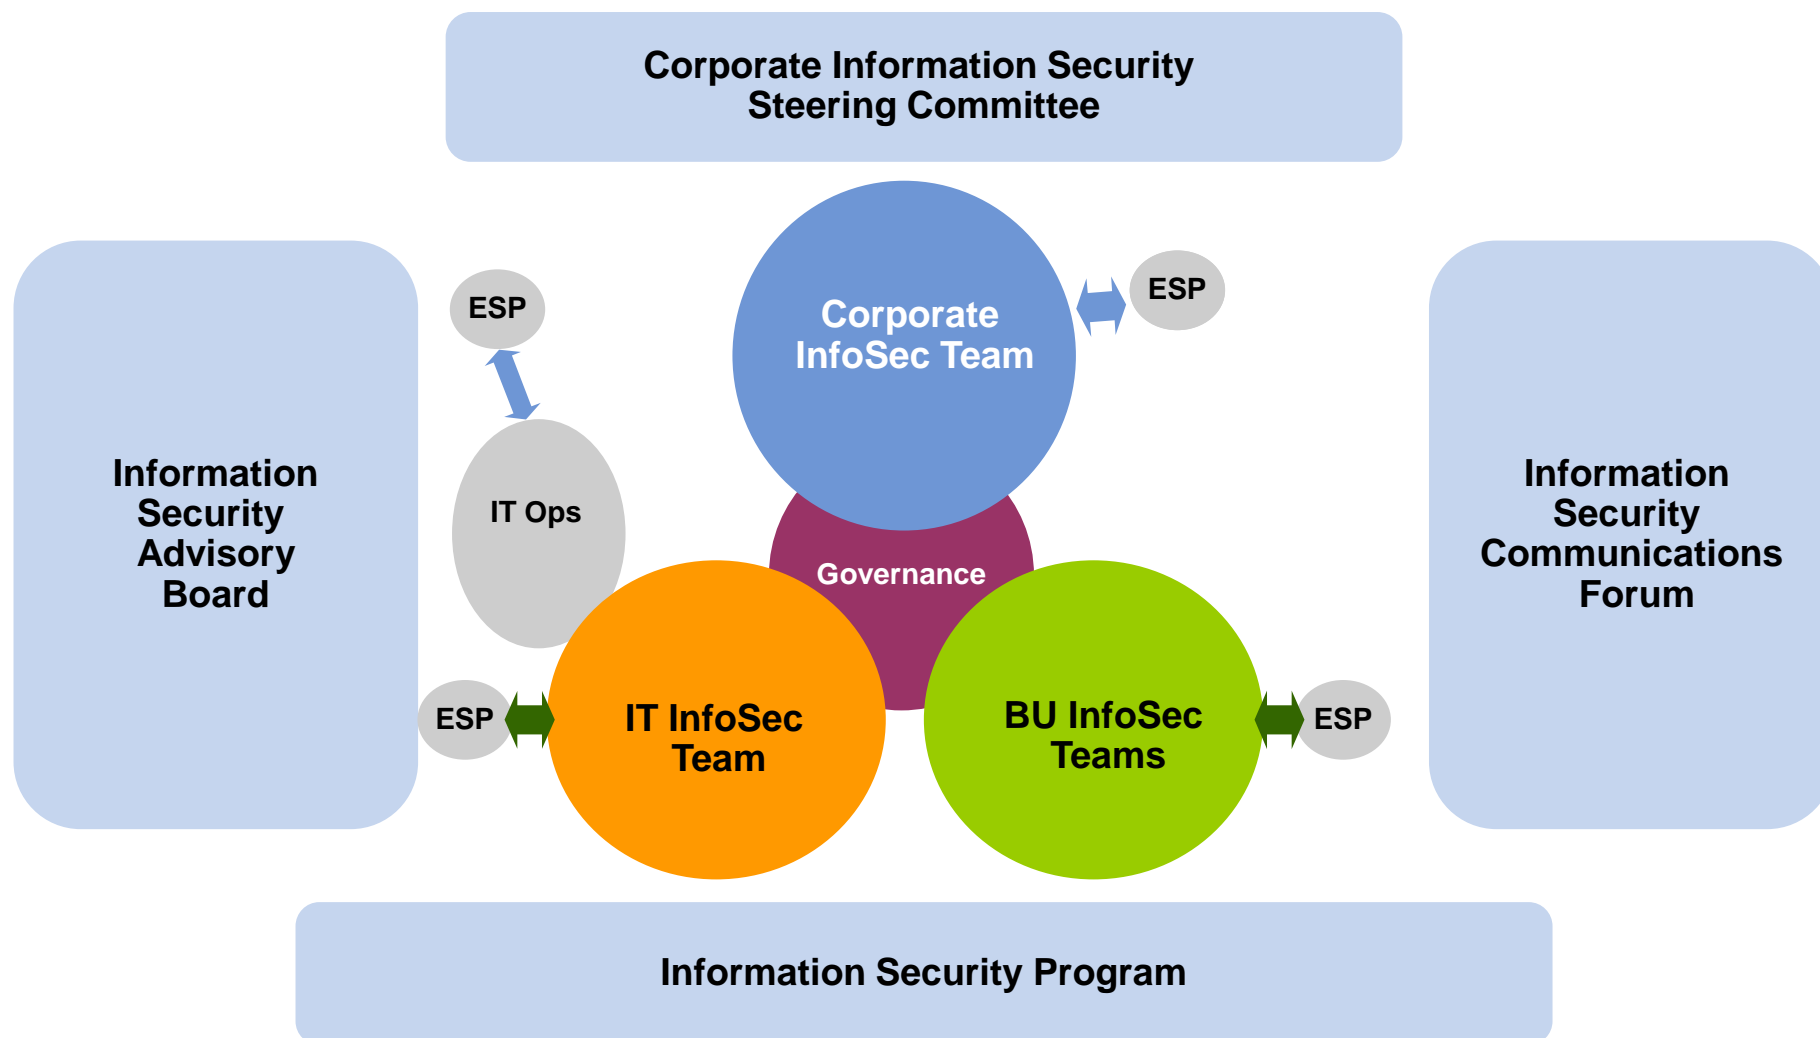 Corporate Information Security
Steering Committee
ESP
ESP
Corporate
InfoSec Team
Information
Security
Advisory
Board
IT Ops
Governance
Information
Security
Communications
Forum
ESP
IT InfoSec
Team
BU InfoSec
Teams
ESP
Information Security Program